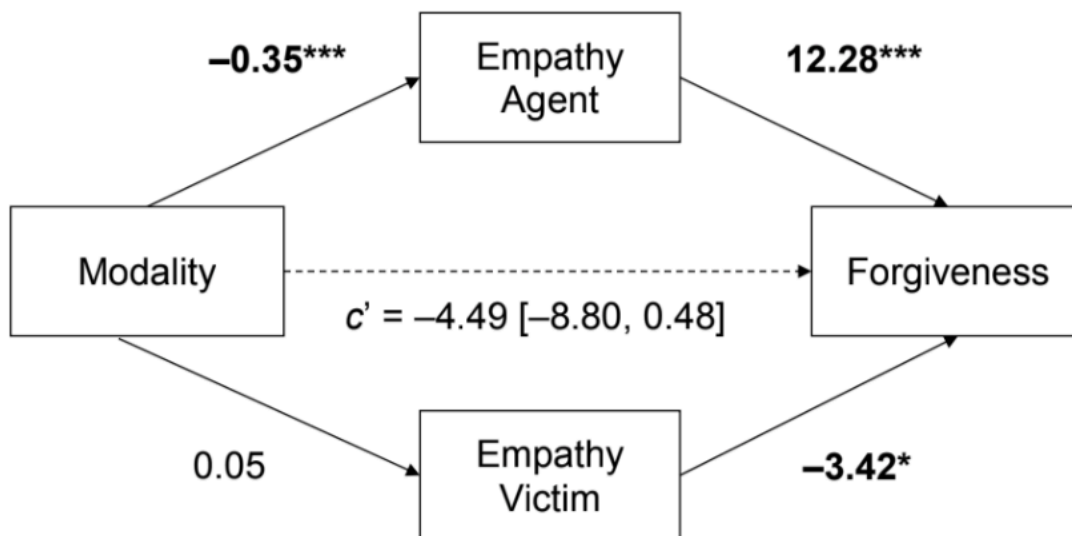 –0.35***
Empathy
Agent
12.28***
Modality
Forgiveness
c’ = –4.49 [–8.80, 0.48]
0.05
Empathy
Victim
–3.42*